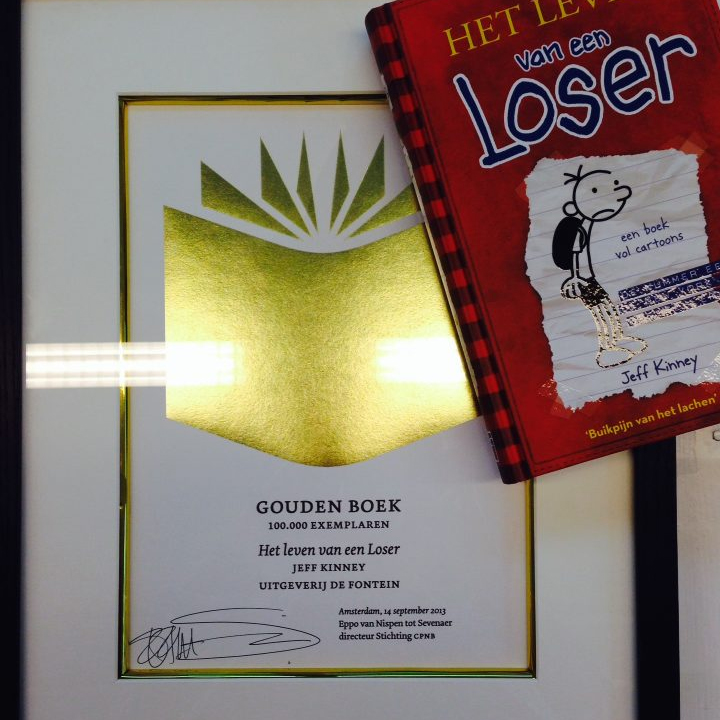 HET LEVE
van een
Loser
een boek
vol cartoons
Jeff Kinney
'Buikpijn van het lachen'
GOUDEN BOEK
100.000 EXEMPLAREN
Het leven van een Loser
JEFF KINNEY
UITGEVERIJ DE FONTEIN
Amsterdam, 14 september 2013
Eppo van Nispen tot Sevenaer
directeur Stichting CPNB